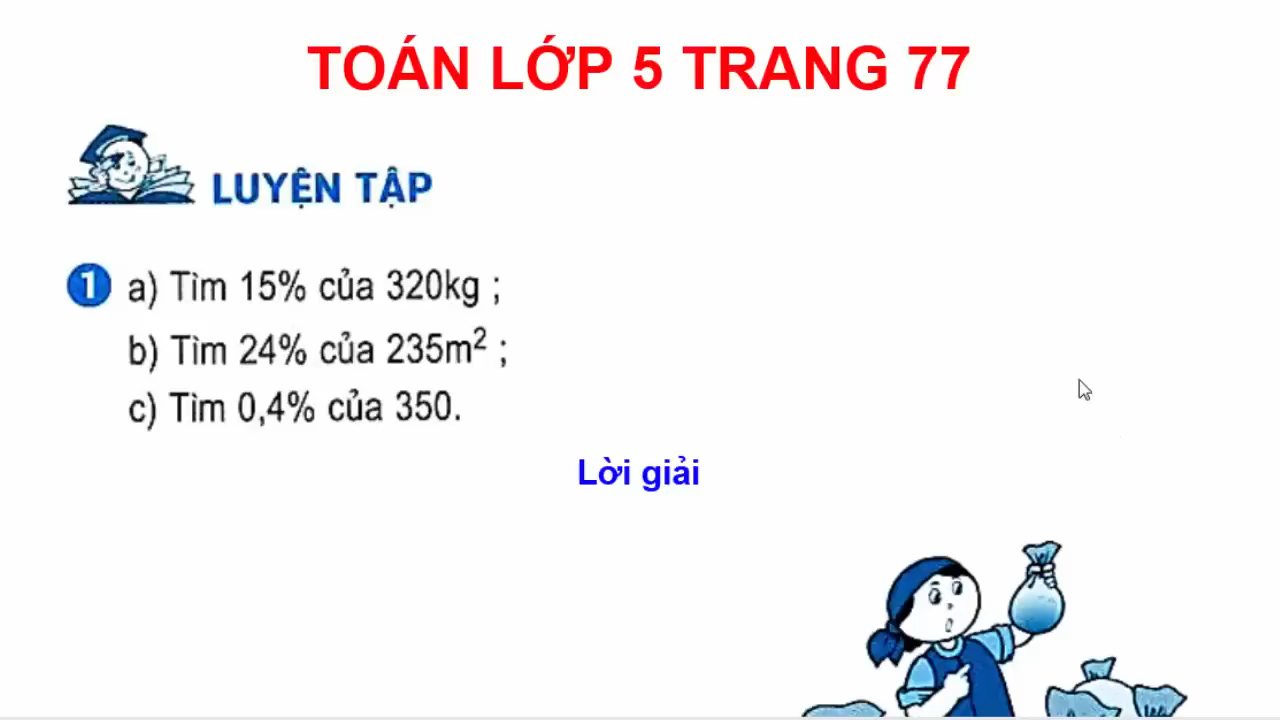 TOÁN LỚP 5 TRANG 77
LUYỆN TẬP
1 a) Tìm 15% của 320kg ;
b) Tìm 24% của 235m² ;
c) Tìm 0,4% của 350.
Lời giải